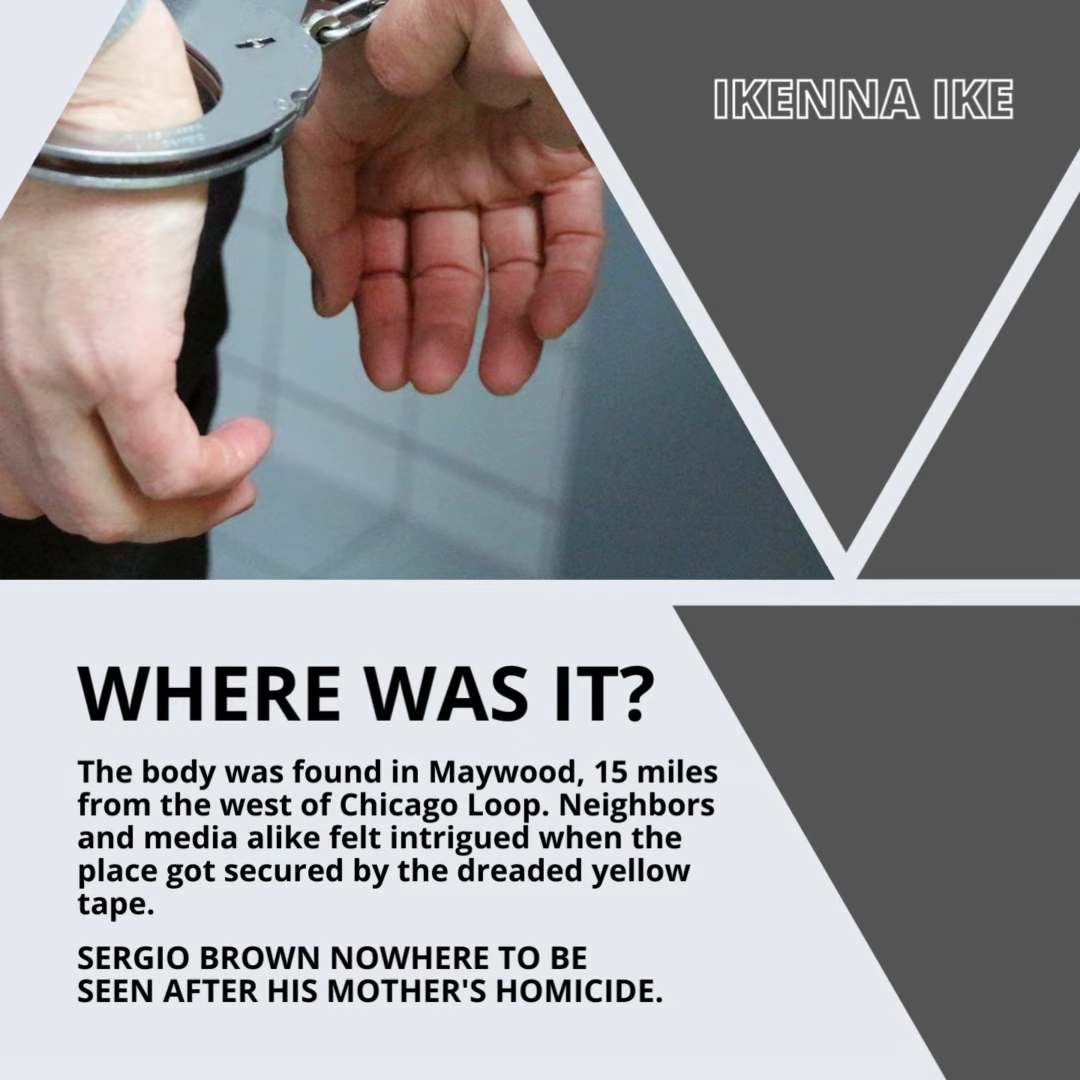 IKENNA IKE
WHERE WAS IT?
The body was found in Maywood, 15 miles
from the west of Chicago Loop. Neighbors
and media alike felt intrigued when the
place got secured by the dreaded yellow
tape.
SERGIO BROWN NOWHERE TO BE
SEEN AFTER HIS MOTHER'S HOMICIDE.